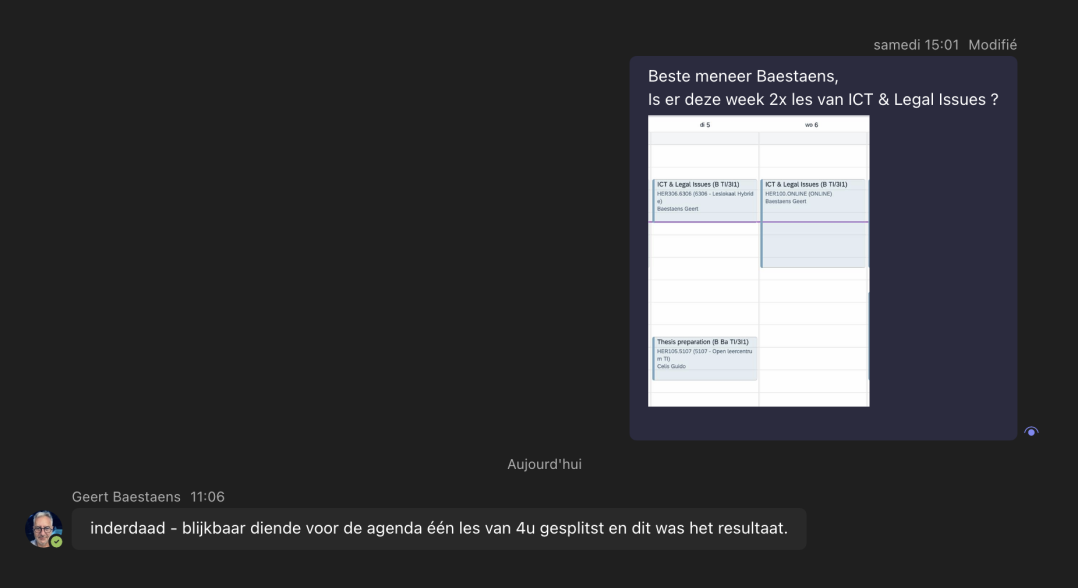 samedi 15:01 Modifié
Beste meneer Baestaens,
Is er deze week 2x les van ICT & Legal Issues ?
di 5
wo 6
ICT & Legal Issues (B TI/3I1)
HER306.6305 (6306 - Leslokaal Hybrid
e)
Baestaens Geert
ICT & Legal Issues (B TI/3I1)
HER100.ONLINE (ONLINE)
Baestaens Geert
Thesis preparation (B Ba TI/3I1)
HER105.5107 (5107 - Open leercentru
m TI)
Celis Guido
Aujourd'hui
Geert Baestaens 11:06
inderdaad - blijkbaar diende voor de agenda één les van 4u gesplitst en dit was het resultaat.